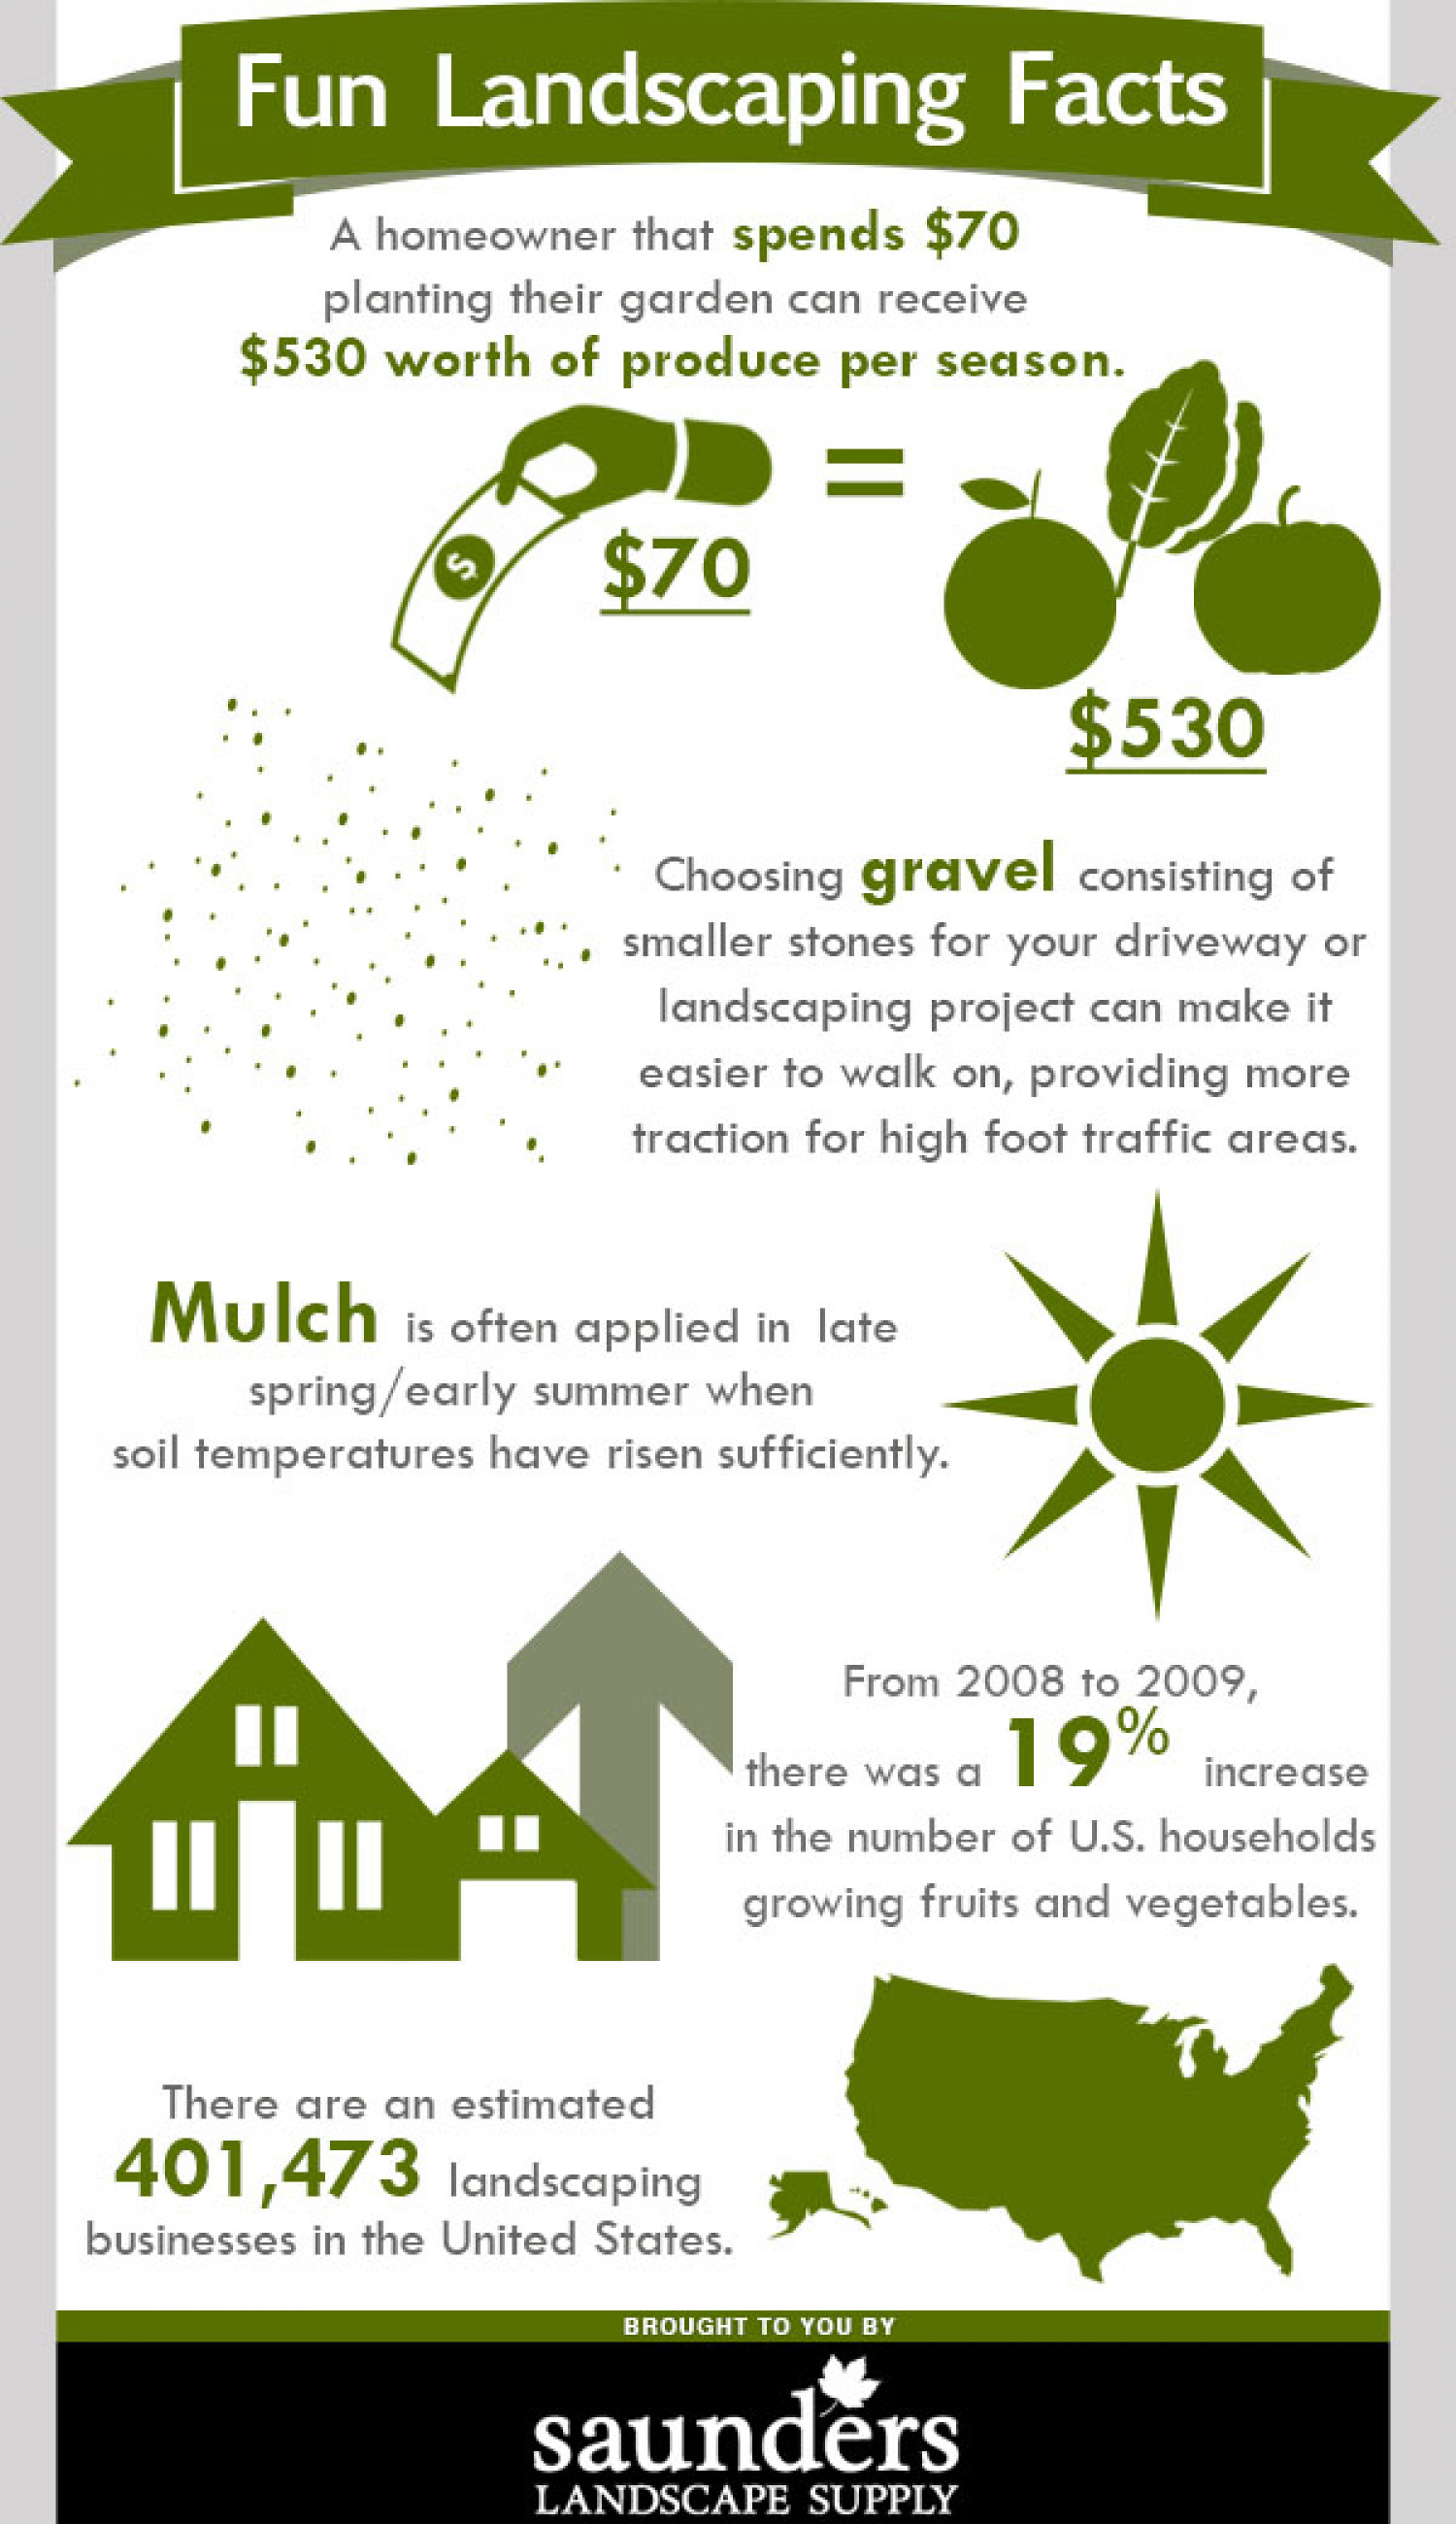 Fun Landscaping Facts
A homeowner that spends $70
planting their garden can receive
$530 worth of produce per season.
$
$70
=
$530
Choosing gravel consisting of
smaller stones for your driveway or
landscaping project can make it
easier to walk on, providing more
traction for high foot traffic areas.
Mulch is often applied in late
spring/early summer when
soil temperatures have risen sufficiently.
From 2008 to 2009,
there was a 19% increase
in the number of U.S. households
growing fruits and vegetables.
There are an estimated
401,473 landscaping
businesses in the United States.
BROUGHT TO YOU BY
saunders
LANDSCAPE SUPPLY